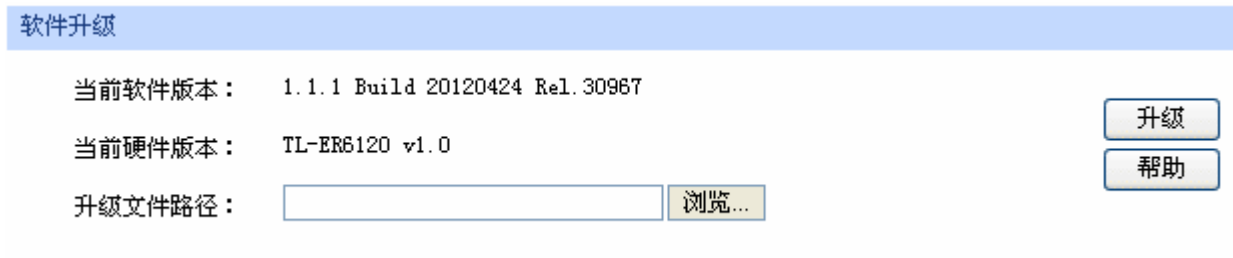 软件升级
当前软件版本： 1.1.1 Build 20120424 Rel.30967
当前硬件版本： TL-ER6120 v1.0
升级
帮助
升级文件路径： 浏览...